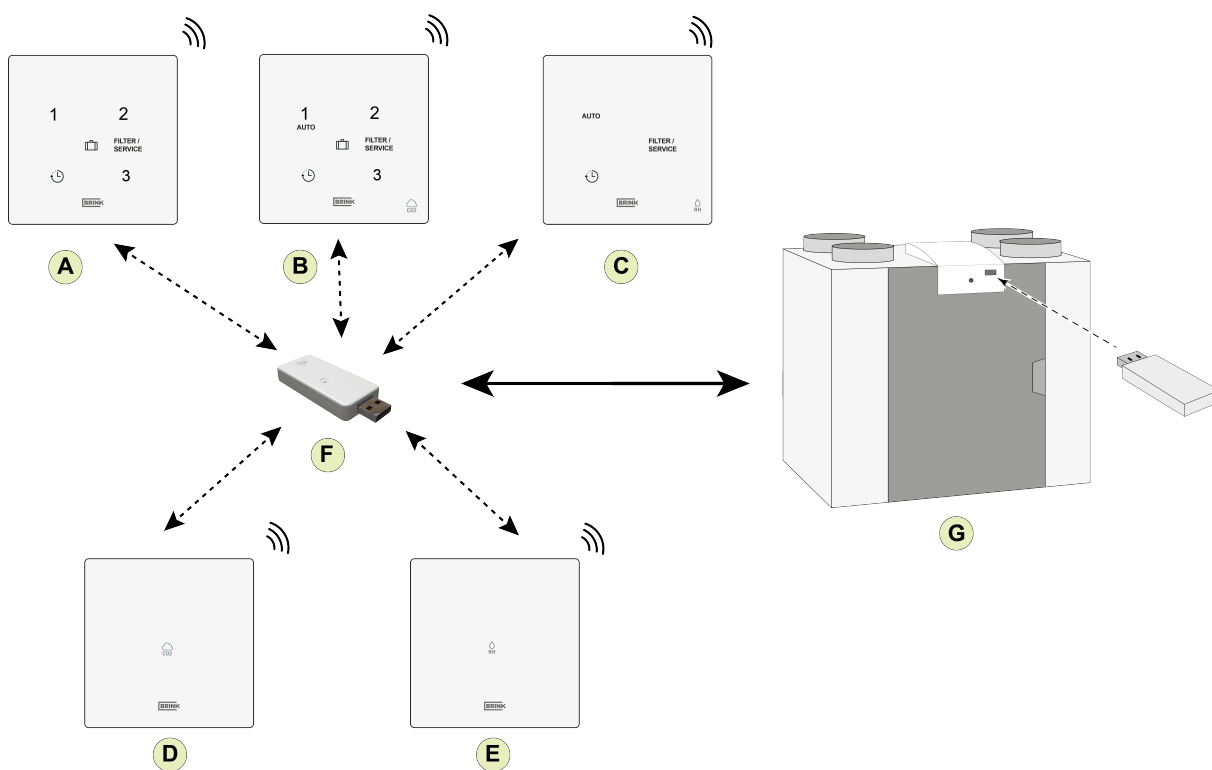 1 2
FILTER /
SERVICE
3
BRINK
A
1 2
AUTO
FILTER /
SERVICE
3
BRINK
CO2
B
AUTO
FILTER /
SERVICE
BRINK
RH
C
F
G
CO2
BRINK
D
RH
BRINK
E